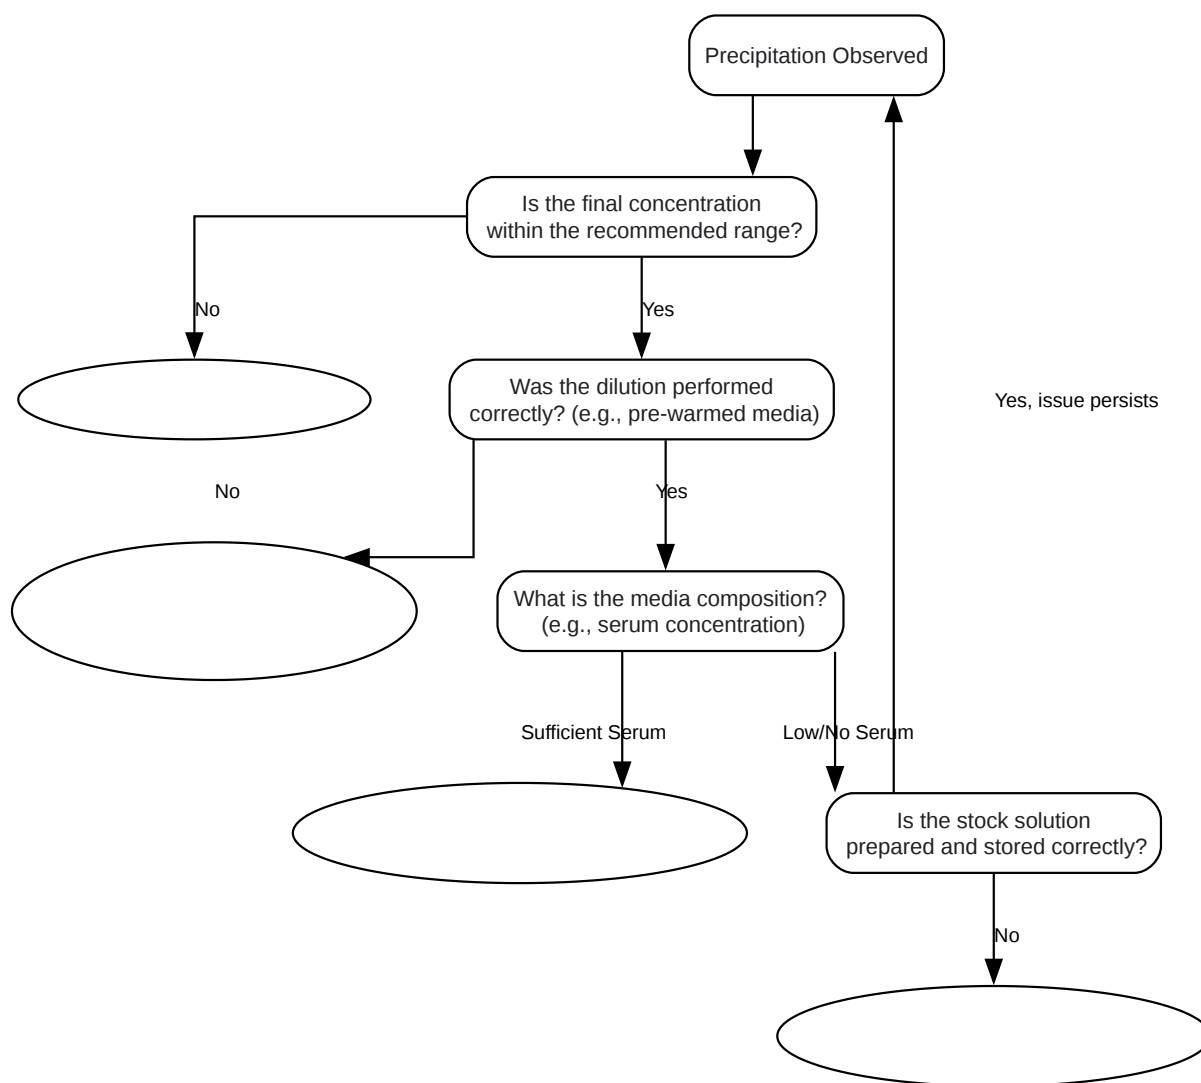 Precipitation Observed
Is the final concentration
within the recommended range?
No
Yes
Was the dilution performed
correctly? (e.g., pre-warmed media)
Yes, issue persists
No
Yes
What is the media composition?
(e.g., serum concentration)
Sufficient Serum
Low/No Serum
Is the stock solution
prepared and stored correctly?
No